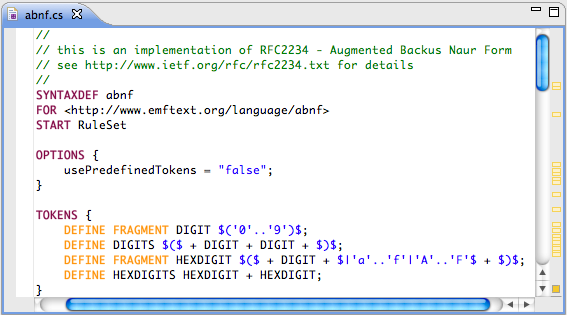 abnf.cs
//
// this is an implementation of RFC2234 - Augmented Backus Naur Form
// see http://www.ietf.org/rfc/rfc2234.txt for details
//
SYNTAXDEF abnf
FOR <http://www.emftext.org/language/abnf>
START RuleSet
OPTIONS {
usePredefinedTokens = "false";
}
TOKENS {
DEFINE FRAGMENT DIGIT $('0'..'9')$;
DEFINE DIGITS $($ + DIGIT + DIGIT + $)$;
DEFINE FRAGMENT HEXDIGIT $($ + DIGIT + $|'a'..'f'|'A'..'F'$ + $)$;
DEFINE HEXDIGITS HEXDIGIT + HEXDIGIT;
}